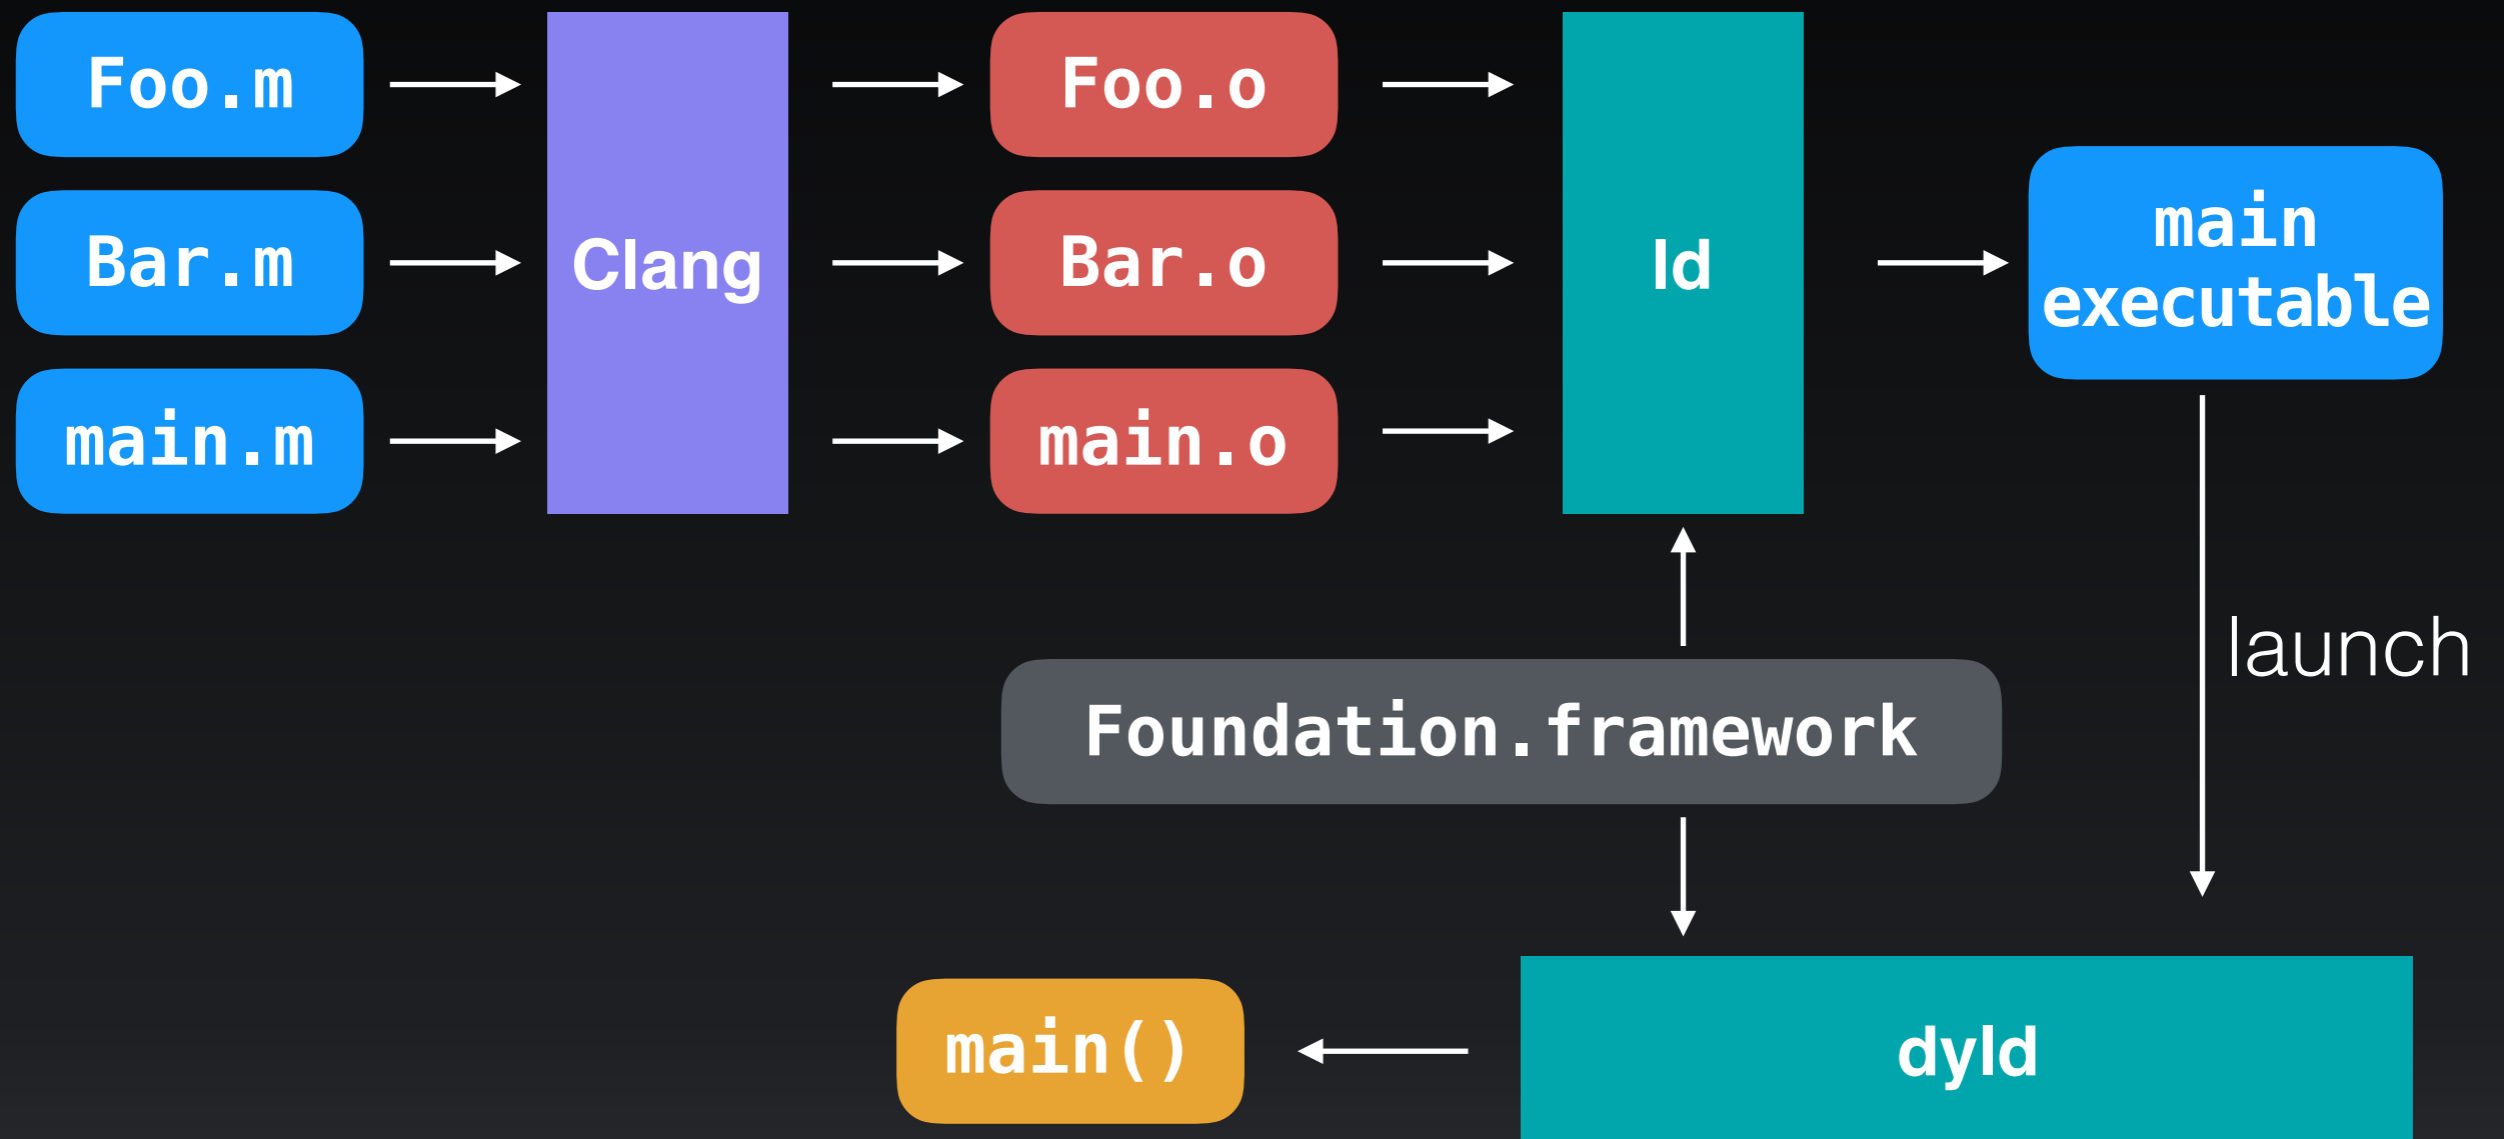 Foo.m
Foo.o
Bar.m
Clang
Bar.o
ld
main
executable
main.m
main.o
launch
Foundation.framework
main()
dyld